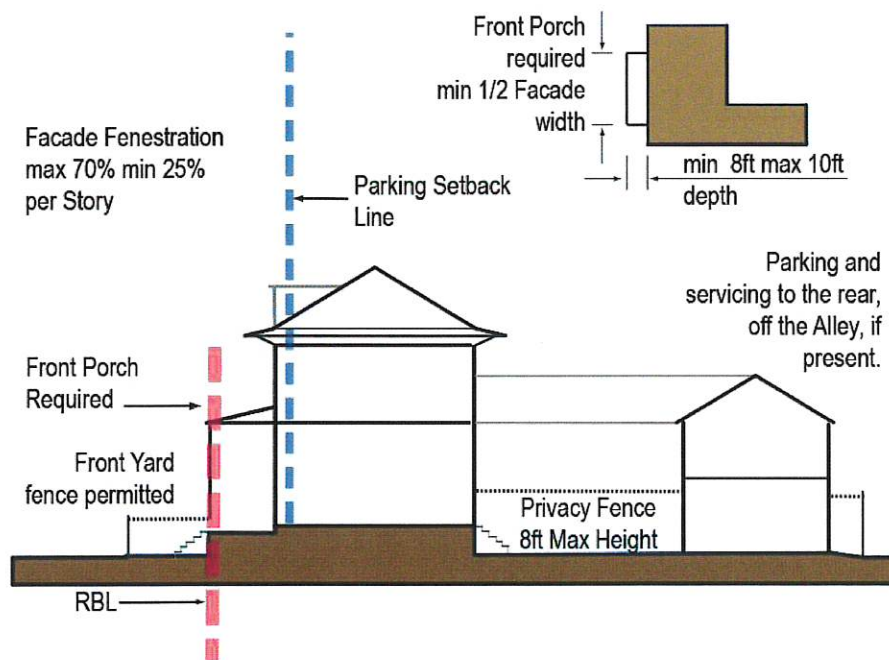 Front Porch
required
min 1/2 Facade
width
min 8ft max 10ft
depth
Facade Fenestration
max 70% min 25%
per Story
Parking Setback
Line
Parking and
servicing to the rear,
off the Alley, if
present.
Front Porch
Required
Front Yard
fence permitted
Privacy Fence
8ft Max Height
RBL